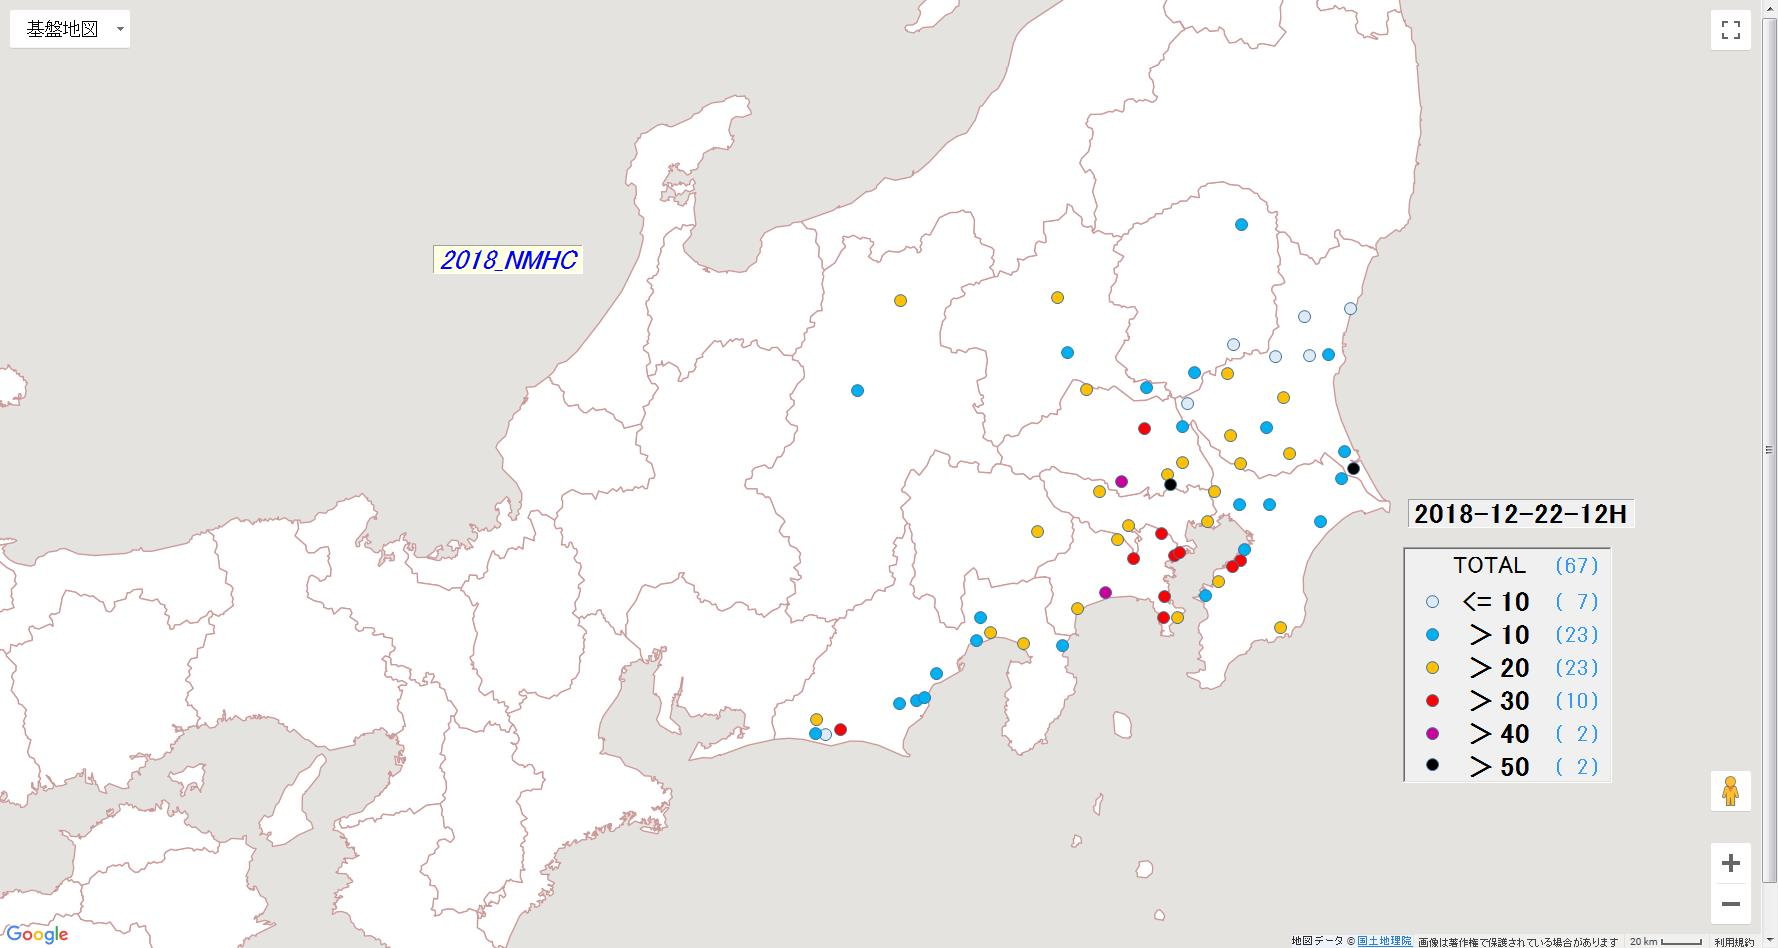 基盤地図
2018_NMHC
2018-12-22-12H
TOTAL (67)
<= 10 ( 7)
> 10 (23)
> 20 (23)
> 30 (10)
> 40 ( 2)
> 50 ( 2)
Google
地図データ © 国土地理院 画像は著作権で保護されている場合があります 20 km 利用規約